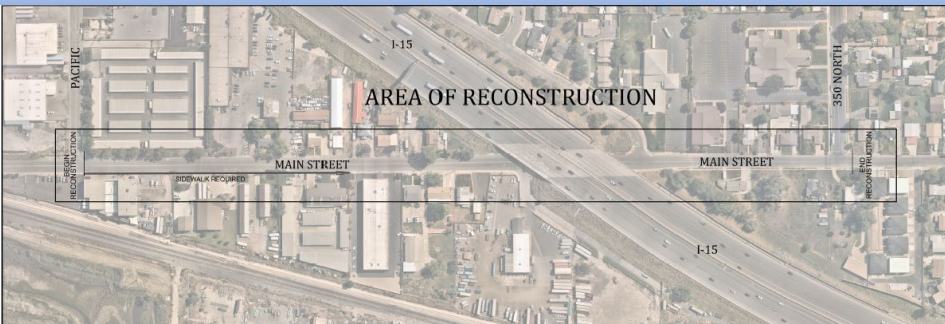 I-15
PACIFIC
350 NORTH
AREA OF RECONSTRUCTION
BEGIN
RECONSTRUCTION
MAIN STREET
MAIN STREET
END
RECONSTRUCTION
SIDEWALK REQUIRED
I-15